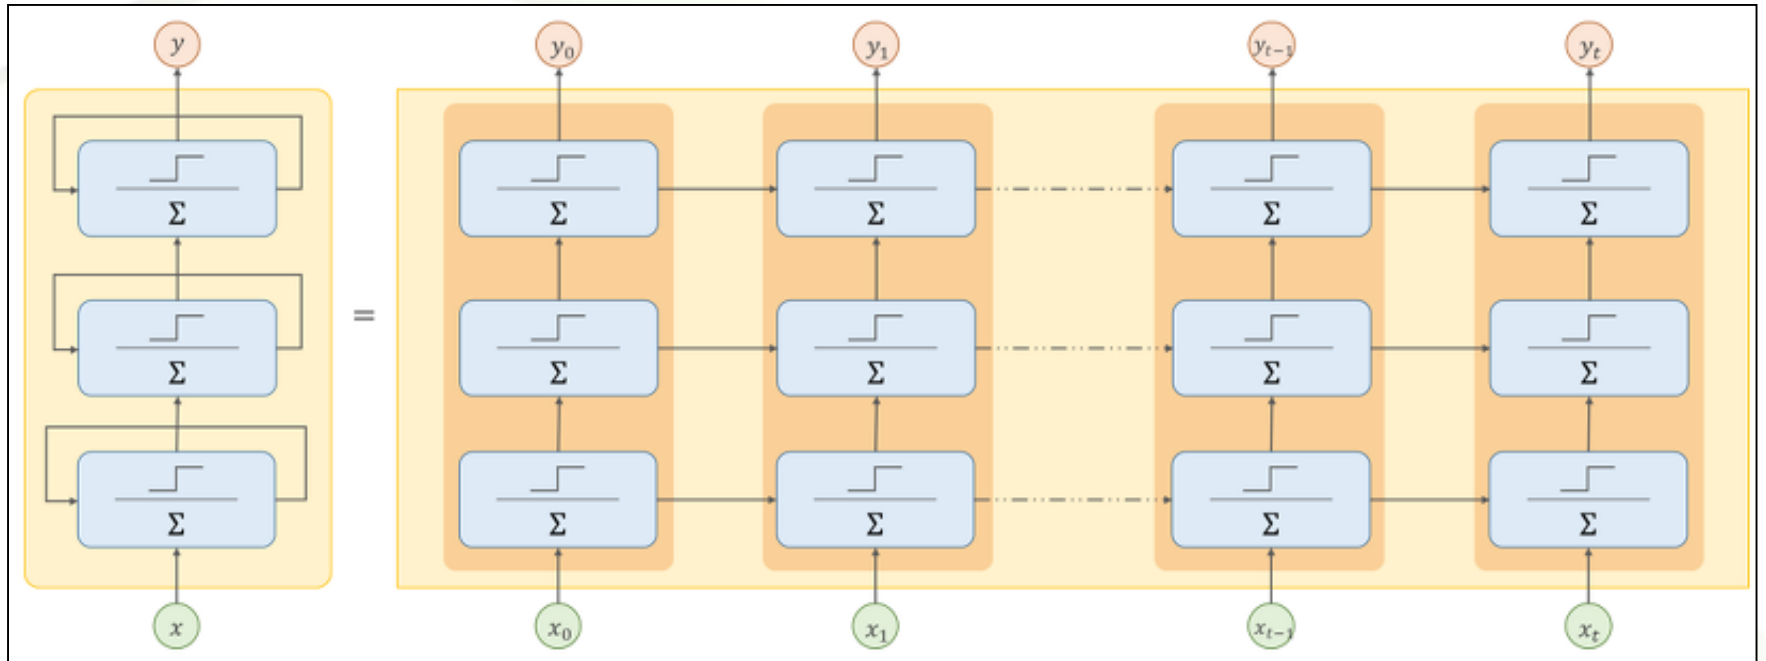 y y₀ y₁ yₜ₋₁ yₜ
Σ Σ Σ Σ Σ
=
Σ Σ Σ Σ Σ
Σ Σ Σ Σ Σ
x x₀ x₁ xₜ₋₁ xₜ